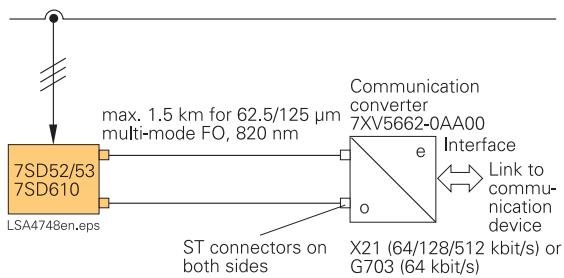 Communication
converter
7XV5662-0AA00
max. 1.5 km for 62.5/125 µm
multi-mode FO, 820 nm
e
Interface
7SD52/53
7SD610
Link to
commu-
nication
device
o
LSA4748en.eps
ST connectors on
both sides
X21 (64/128/512 kbit/s) or
G703 (64 kbit/s)